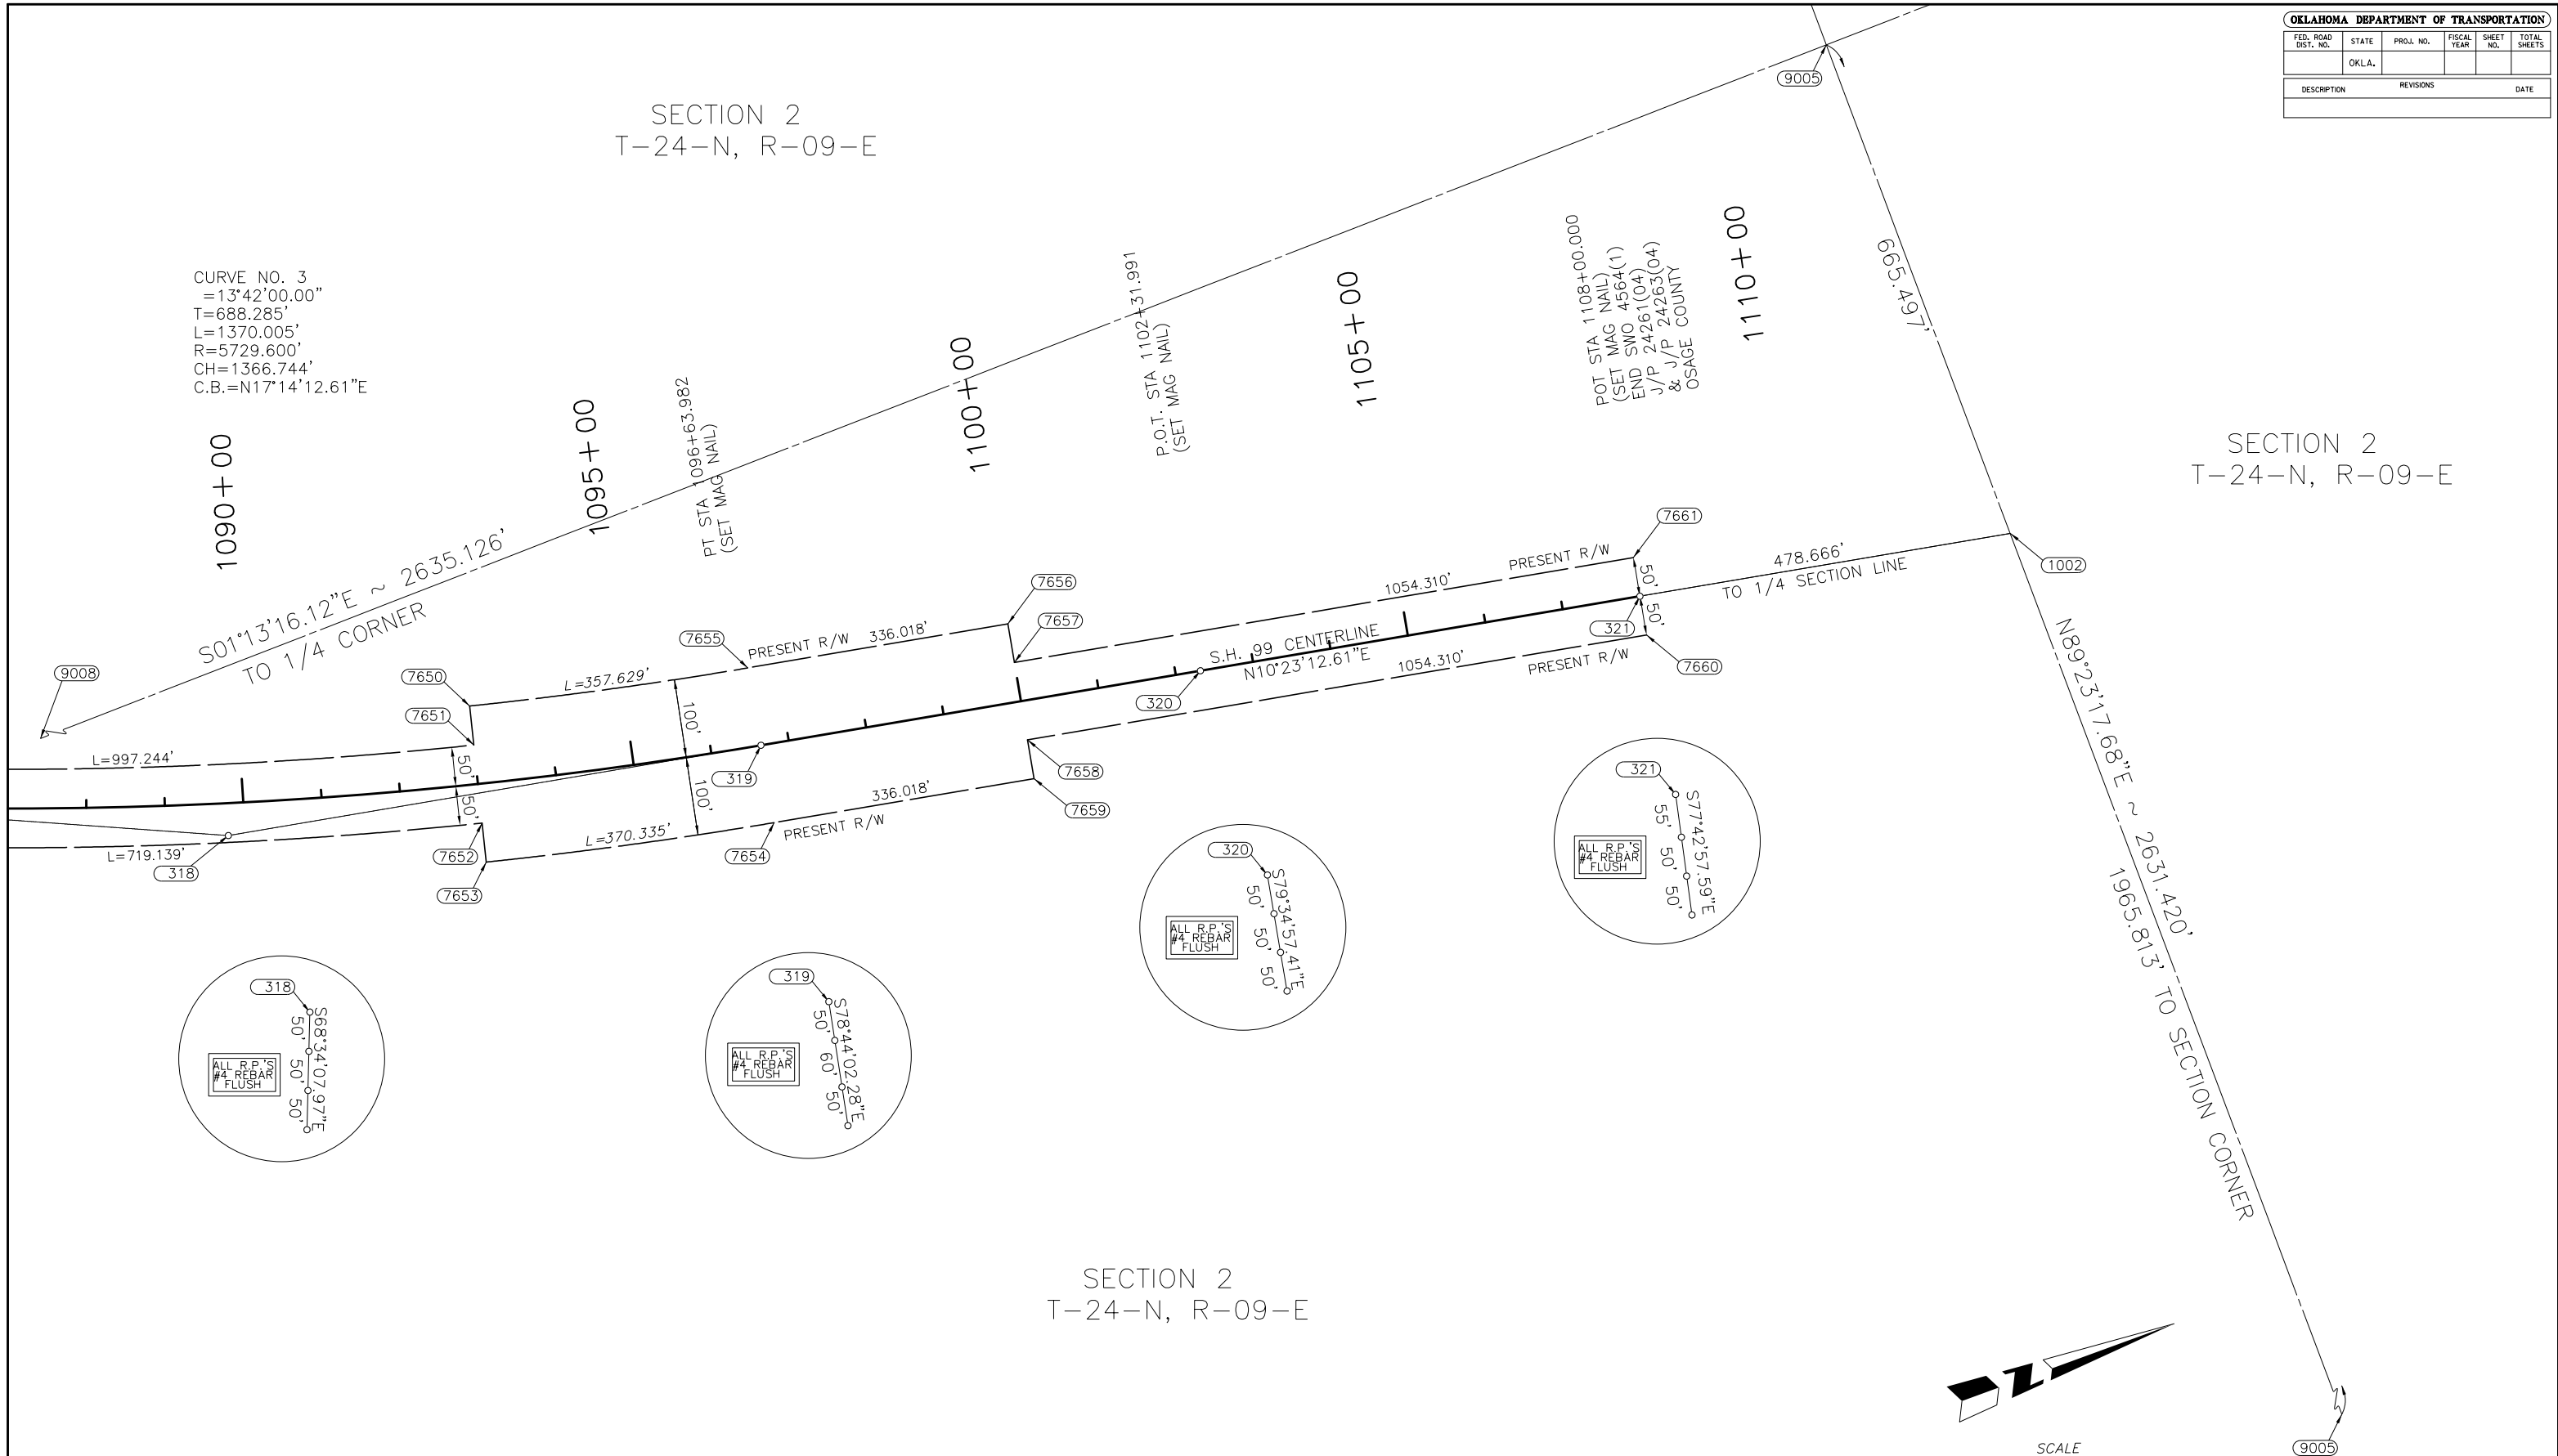 OKLAHOMA DEPARTMENT OF TRANSPORTATION
FED. ROAD DIST. NO.
STATE
PROJ. NO.
FISCAL YEAR
SHEET NO.
TOTAL SHEETS
OKLA.
DESCRIPTION
REVISIONS
DATE
9005
SECTION 2
T-24-N, R-09-E
CURVE NO. 3
=13°42'00.00"
T=688.285'
L=1370.005'
R=5729.600'
CH=1366.744'
C.B.=N17°14'12.61"E
1090+00
1095+00
PT STA 1096+63.982
(SET MAG NAIL)
1100+00
P.O.T. STA 1102+31.991
(SET MAG NAIL)
1105+00
POT STA 1108+00.000
(SET MAG NAIL)
END SWO 4564(1)
J/P 24261(04)
& J/P 24263(04)
OSAGE COUNTY
1110+00
665.497'
SECTION 2
T-24-N, R-09-E
S01°13'16.12"E ~ 2635.126'
TO 1/4 CORNER
9008
7650
7651
L=357.629'
7655
PRESENT R/W
336.018'
7656
7657
1054.310'
PRESENT R/W
7661
50'
50'
478.666'
TO 1/4 SECTION LINE
1002
S.H. 99 CENTERLINE
N10°23'12.61"E
321
320
1054.310'
PRESENT R/W
7660
L=997.244'
50'
50'
100'
100'
319
7658
7659
336.018'
PRESENT R/W
7654
L=370.335'
7652
7653
L=719.139'
318
N89°23'17.68"E ~ 2631.420'
1965.813' TO SECTION CORNER
318
S68°34'07.97"E
50'
50'
50'
ALL R.P.'S
#4 REBAR
FLUSH
319
S78°44'02.28"E
50'
60'
50'
ALL R.P.'S
#4 REBAR
FLUSH
320
S79°34'57.41"E
50'
50'
50'
ALL R.P.'S
#4 REBAR
FLUSH
321
S77°42'57.59"E
55'
50'
50'
ALL R.P.'S
#4 REBAR
FLUSH
SECTION 2
T-24-N, R-09-E
N
SCALE
9005